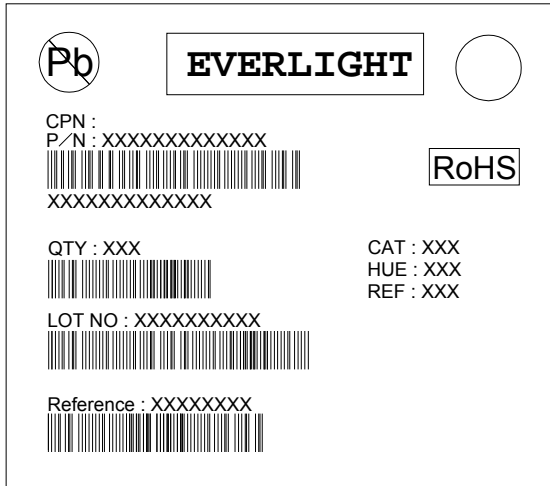 Pb
EVERLIGHT
CPN :
P/N : XXXXXXXXXXXXX
RoHS
XXXXXXXXXXXXX
QTY : XXX
CAT : XXX
HUE : XXX
REF : XXX
LOT NO : XXXXXXXXXX
Reference : XXXXXXXX